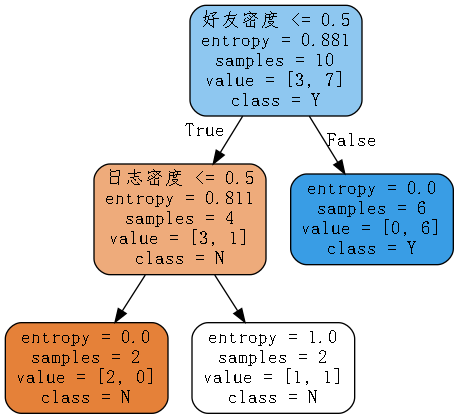 好友密度 <= 0.5
entropy = 0.881
samples = 10
value = [3, 7]
class = Y
True
False
日志密度 <= 0.5
entropy = 0.811
samples = 4
value = [3, 1]
class = N
entropy = 0.0
samples = 6
value = [0, 6]
class = Y
entropy = 0.0
samples = 2
value = [2, 0]
class = N
entropy = 1.0
samples = 2
value = [1, 1]
class = N